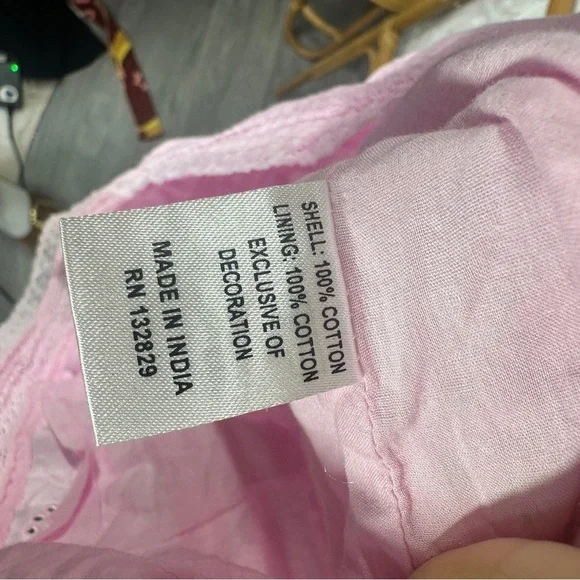 SHELL: 100% COTTON
LINING: 100% COTTON
EXCLUSIVE OF
DECORATION
MADE IN INDIA
RN 132829